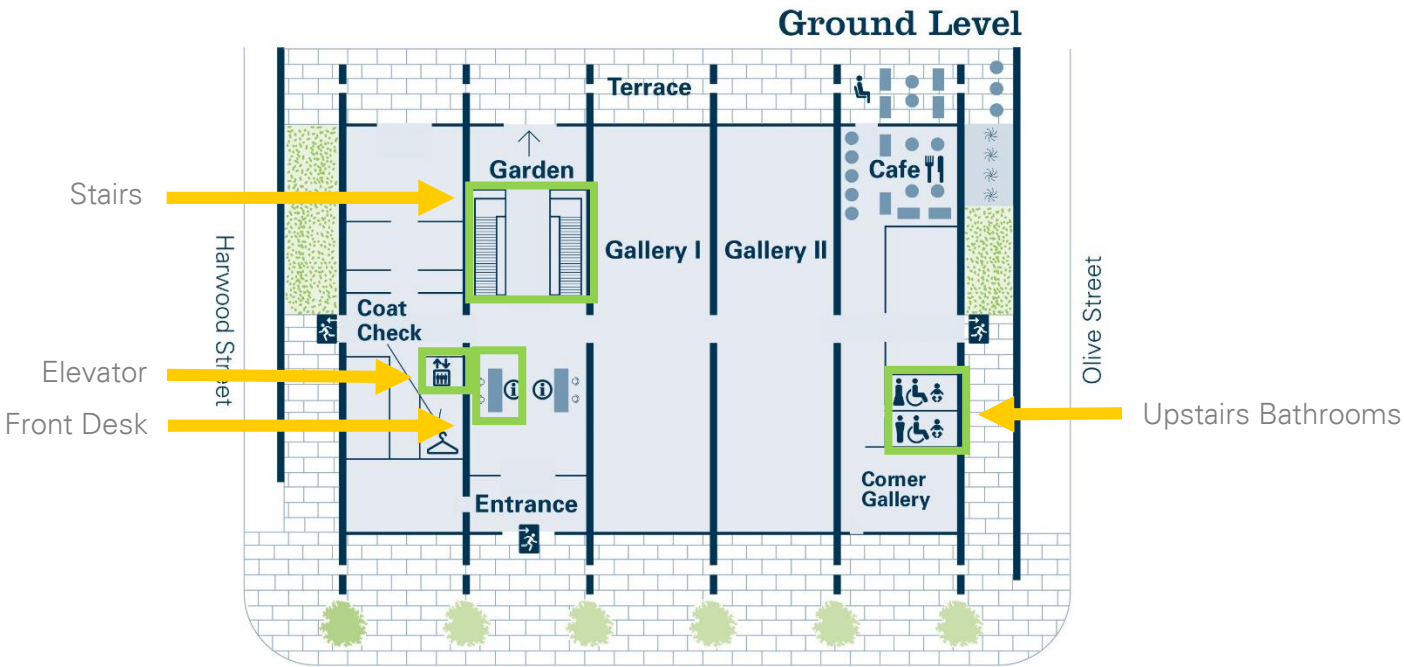 Ground Level
Terrace
Garden
Cafe
Stairs
Gallery I
Gallery II
Harwood Street
Olive Street
Coat
Check
Elevator
Front Desk
Upstairs Bathrooms
Corner
Gallery
Entrance